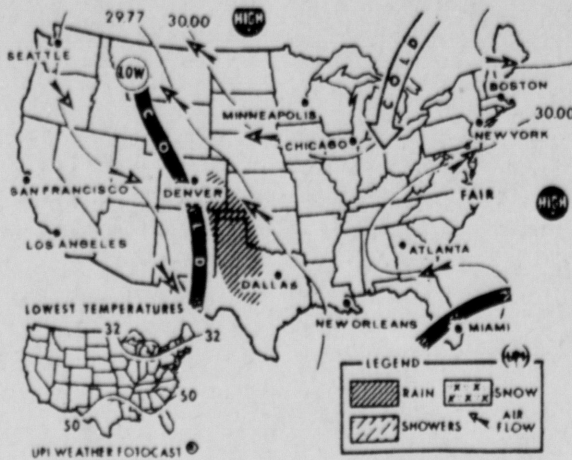 29.77
30.00
HIGH
SEATTLE
LOW
COLD
BOSTON
MINNEAPOLIS
CHICAGO
30.00
NEW YORK
SAN FRANCISCO
DENVER
FAIR
HIGH
COLD
LOS ANGELES
ATLANTA
DALLAS
NEW ORLEANS
MIAMI
LOWEST TEMPERATURES
32
32
50
50
UPI WEATHER FOTOCAST ®
LEGEND
UPI
RAIN
SNOW
SHOWERS
AIR
FLOW